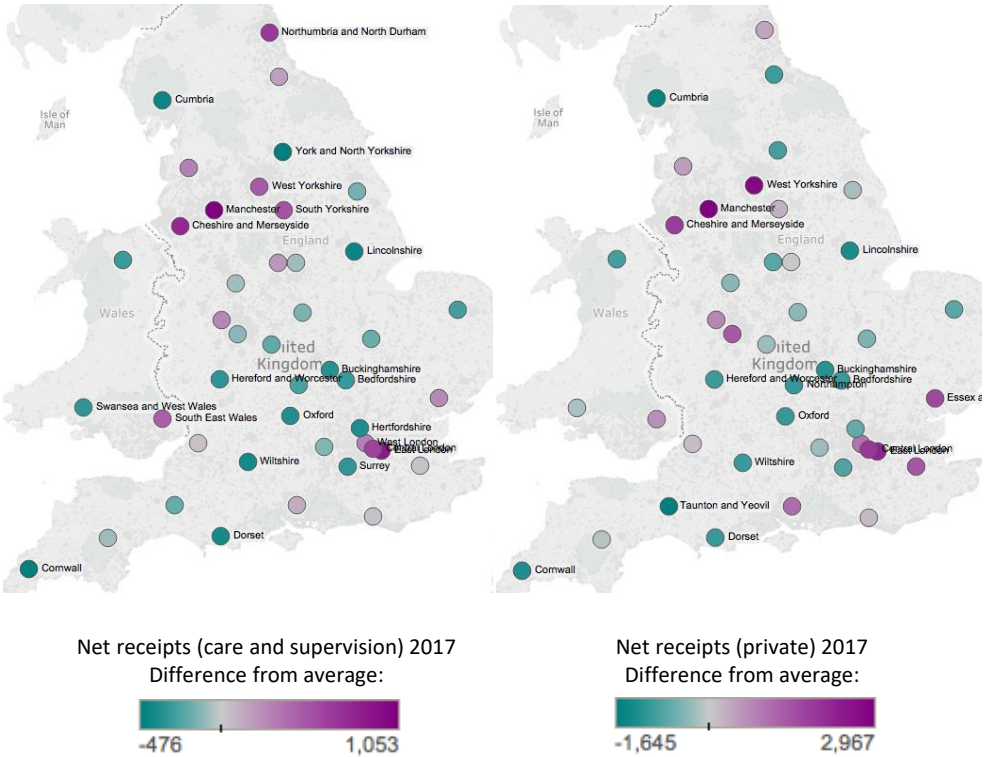 Northumbria and North Durham
Cumbria
Isle of
Man
York and North Yorkshire
West Yorkshire
Manchester
South Yorkshire
Cheshire and Merseyside
England
Lincolnshire
Wales
United
Kingdom
Buckinghamshire
Hereford and Worcester
Bedfordshire
Swansea and West Wales
South East Wales
Oxford
Hertfordshire
West London
Central London
East London
Wiltshire
Surrey
Dorset
Cornwall
Cumbria
Isle of
Man
West Yorkshire
Manchester
Cheshire and Merseyside
England
Lincolnshire
Wales
United
Kingdom
Buckinghamshire
Hereford and Worcester
Bedfordshire
Northampton
Essex a
Oxford
Central London
East London
Wiltshire
Taunton and Yeovil
Dorset
Cornwall
Net receipts (care and supervision) 2017
Difference from average:
-476 1,053
Net receipts (private) 2017
Difference from average:
-1,645 2,967